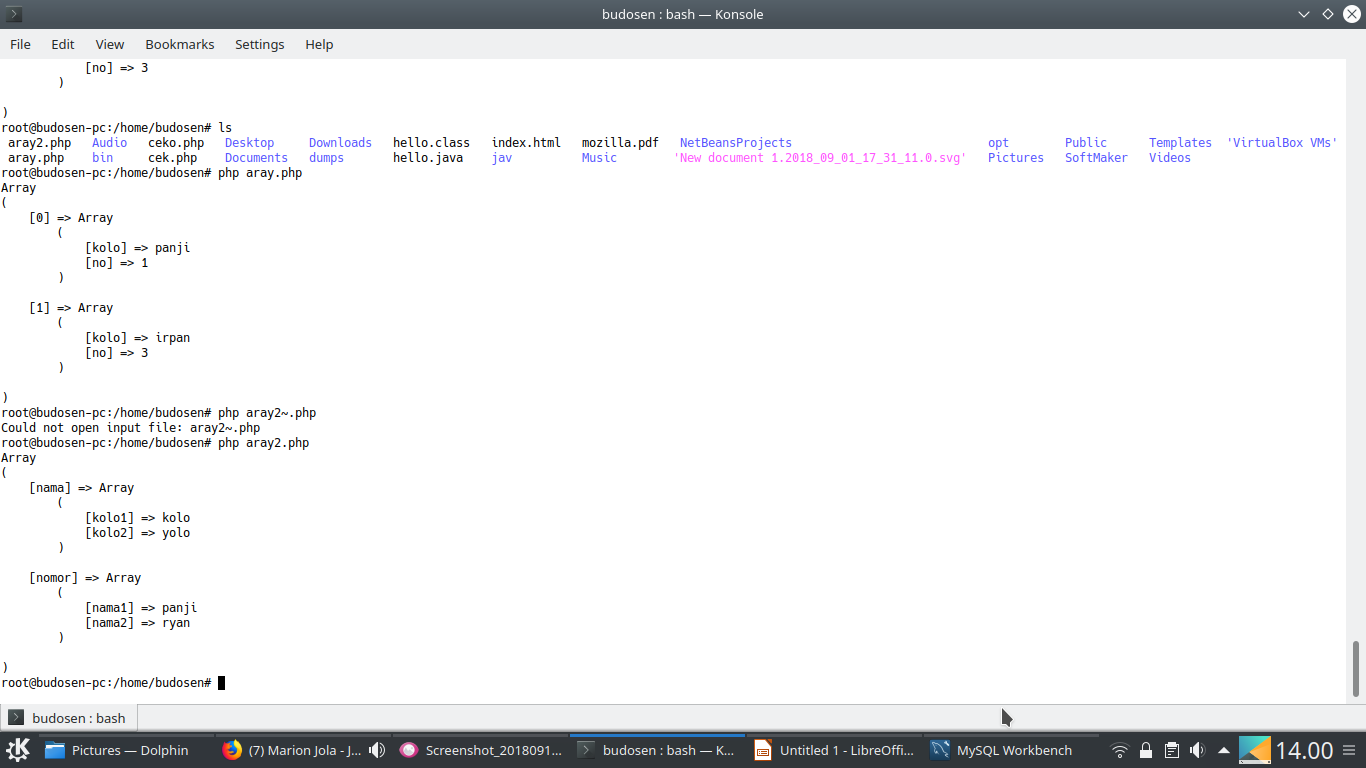 budosen : bash — Konsole
File Edit View Bookmarks Settings Help
[no] => 3
)
)
root@budosen-pc:/home/budosen# ls
aray2.php Audio ceko.php Desktop Downloads hello.class index.html mozilla.pdf NetBeansProjects opt Public Templates 'VirtualBox VMs'
aray.php bin cek.php Documents dumps hello.java jav Music 'New document 1.2018_09_01_17_31_11.0.svg' Pictures SoftMaker Videos
root@budosen-pc:/home/budosen# php aray.php
Array
(
[0] => Array
(
[kolo] => panji
[no] => 1
)
[1] => Array
(
[kolo] => irpan
[no] => 3
)
)
root@budosen-pc:/home/budosen# php aray2~.php
Could not open input file: aray2~.php
root@budosen-pc:/home/budosen# php aray2.php
Array
(
[nama] => Array
(
[kolo1] => kolo
[kolo2] => yolo
)
[nomor] => Array
(
[nama1] => panji
[nama2] => ryan
)
)
root@budosen-pc:/home/budosen#
budosen : bash
Pictures — Dolphin (7) Marion Jola - J... Screenshot_2018091... budosen : bash — K... Untitled 1 - LibreOffi... MySQL Workbench 14.00